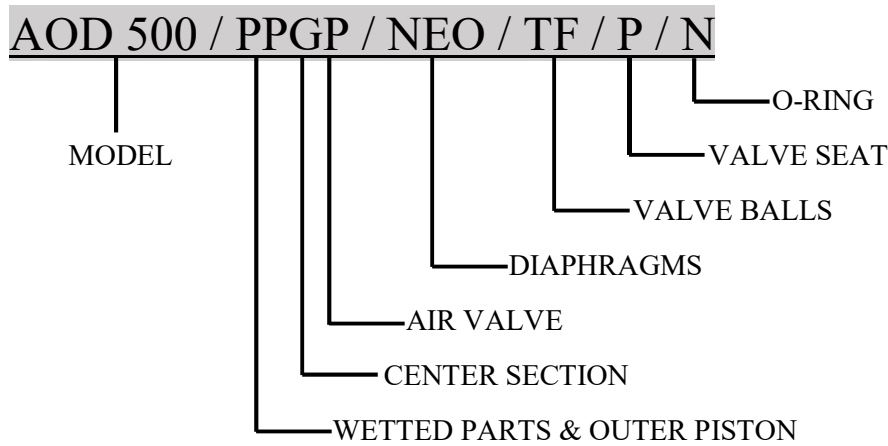 AOD 500 / PPGP / NEO / TF / P / N
O-RING
MODEL
VALVE SEAT
VALVE BALLS
DIAPHRAGMS
AIR VALVE
CENTER SECTION
WETTED PARTS & OUTER PISTON